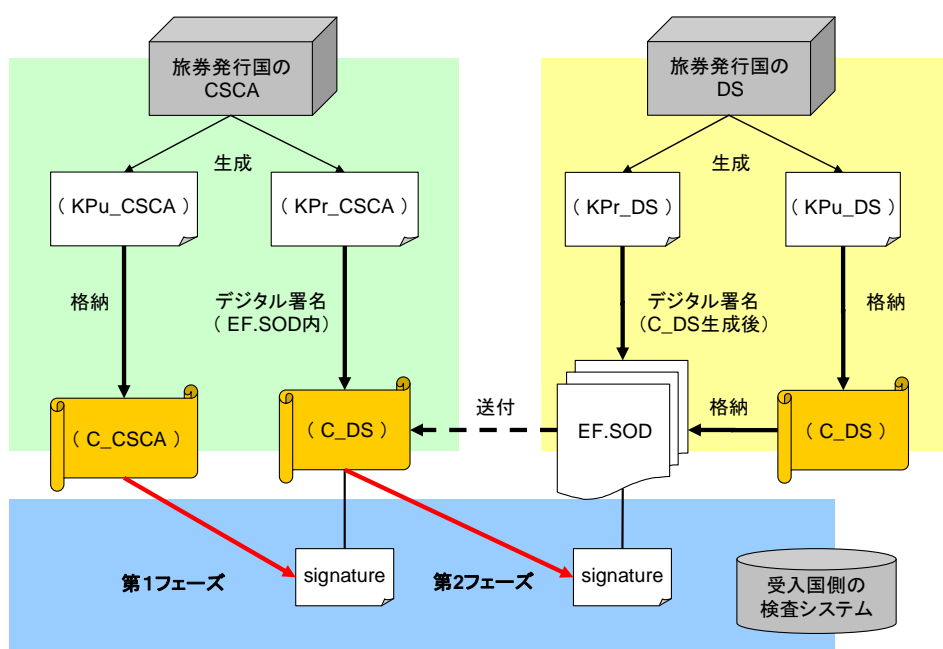 旅券発行国の
CSCA
旅券発行国の
DS
生成
生成
( KPu_CSCA )
( KPr_CSCA )
( KPr_DS )
( KPu_DS )
格納
デジタル署名
( EF.SOD内)
デジタル署名
(C_DS生成後)
格納
( C_CSCA )
( C_DS )
送付
EF.SOD
格納
( C_DS )
第1フェーズ
signature
第2フェーズ
signature
受入国側の
検査システム